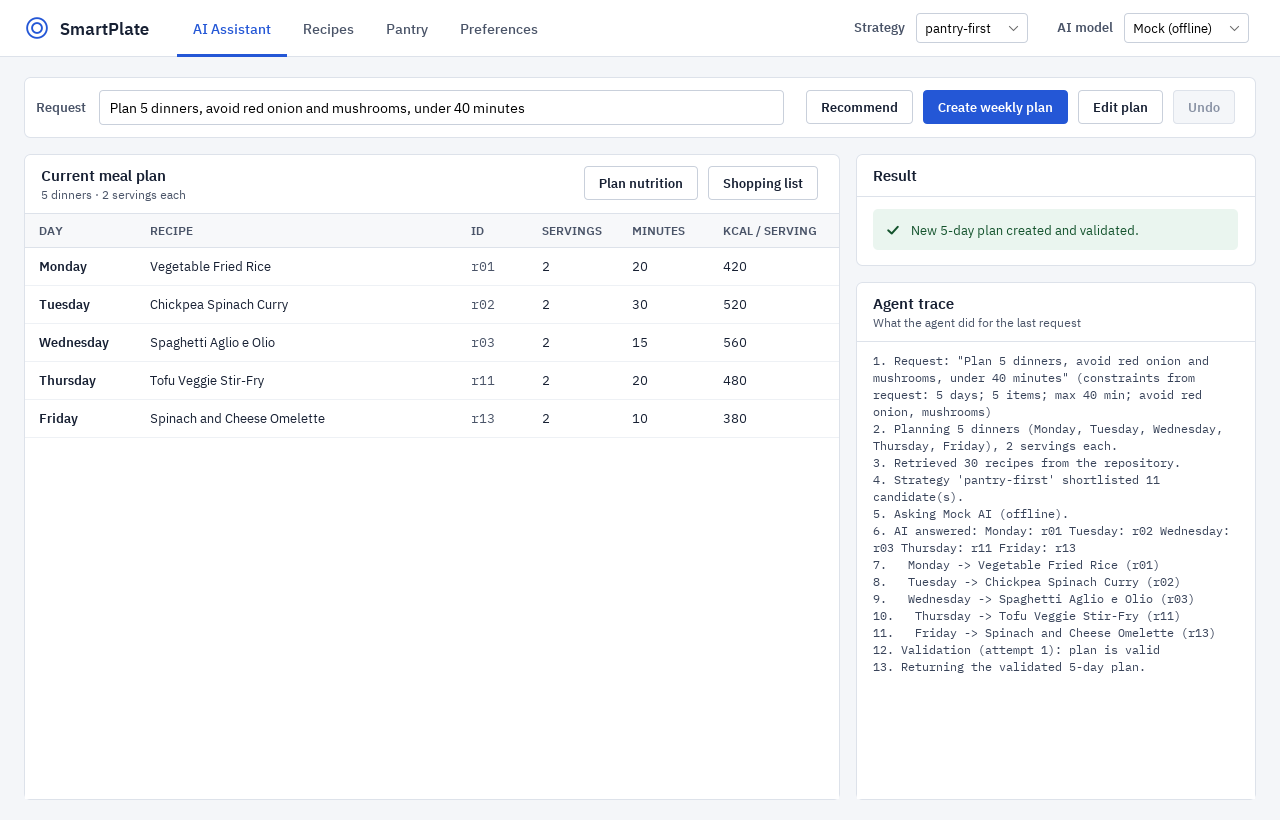 SmartPlate
AI Assistant
Recipes
Pantry
Preferences
Strategy
pantry-first
AI model
Mock (offline)
Request
Plan 5 dinners, avoid red onion and mushrooms, under 40 minutes
Recommend
Create weekly plan
Edit plan
Undo
Current meal plan
5 dinners · 2 servings each
Plan nutrition
Shopping list
DAY RECIPE ID SERVINGS MINUTES KCAL / SERVING
Monday Vegetable Fried Rice r01 2 20 420
Tuesday Chickpea Spinach Curry r02 2 30 520
Wednesday Spaghetti Aglio e Olio r03 2 15 560
Thursday Tofu Veggie Stir-Fry r11 2 20 480
Friday Spinach and Cheese Omelette r13 2 10 380
Result
New 5-day plan created and validated.
Agent trace
What the agent did for the last request
1. Request: "Plan 5 dinners, avoid red onion and
mushrooms, under 40 minutes" (constraints from
request: 5 days; 5 items; max 40 min; avoid red
onion, mushrooms)
2. Planning 5 dinners (Monday, Tuesday, Wednesday,
Thursday, Friday), 2 servings each.
3. Retrieved 30 recipes from the repository.
4. Strategy 'pantry-first' shortlisted 11
candidate(s).
5. Asking Mock AI (offline).
6. AI answered: Monday: r01 Tuesday: r02 Wednesday:
r03 Thursday: r11 Friday: r13
7.   Monday -> Vegetable Fried Rice (r01)
8.   Tuesday -> Chickpea Spinach Curry (r02)
9.   Wednesday -> Spaghetti Aglio e Olio (r03)
10.   Thursday -> Tofu Veggie Stir-Fry (r11)
11.   Friday -> Spinach and Cheese Omelette (r13)
12. Validation (attempt 1): plan is valid
13. Returning the validated 5-day plan.